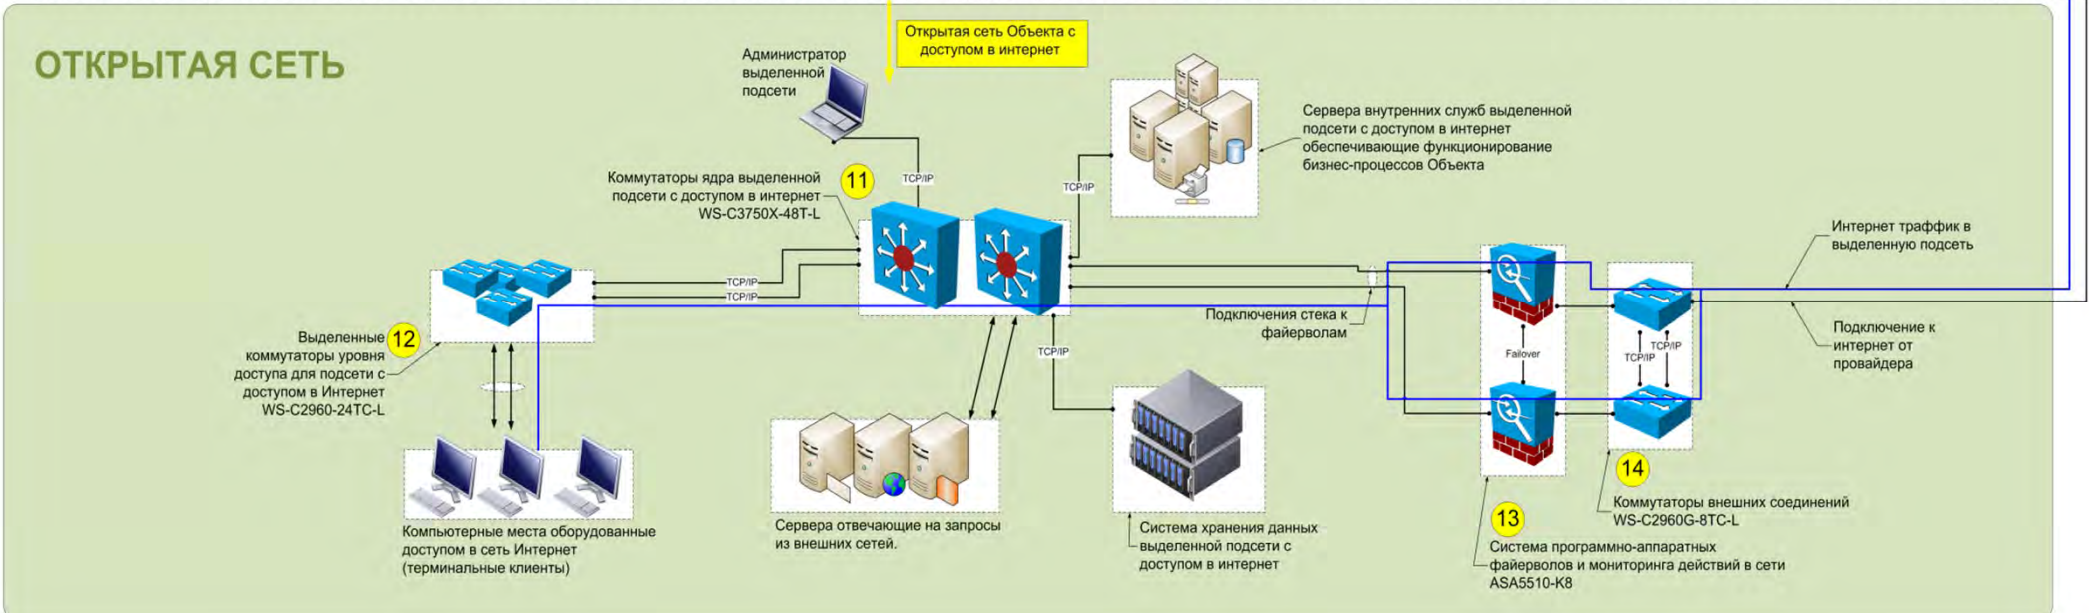 ОТКРЫТАЯ СЕТЬ
Открытая сеть Объекта с
доступом в интернет
Администратор
выделенной
подсети
Сервера внутренних служб выделенной
подсети с доступом в интернет
обеспечивающие функционирование
бизнес-процессов Объекта
TCP/IP
TCP/IP
Коммутаторы ядра выделенной
подсети с доступом в интернет
WS-C3750X-48T-L
11
Интернет траффик в
выделенную подсеть
TCP/IP
TCP/IP
Подключения стека к
файерволам
Подключение к
интернет от
провайдера
Выделенные
коммутаторы уровня
доступа для подсети с
доступом в Интернет
WS-C2960-24TC-L
12
TCP/IP
Failover
TCP/IP
TCP/IP
Компьютерные места оборудованные
доступом в сеть Интернет
(терминальные клиенты)
Сервера отвечающие на запросы
из внешних сетей.
Система хранения данных
выделенной подсети с
доступом в интернет
14
Коммутаторы внешних соединений
WS-C2960G-8TC-L
13
Система программно-аппаратных
файерволов и мониторинга действий в сети
ASA5510-K8